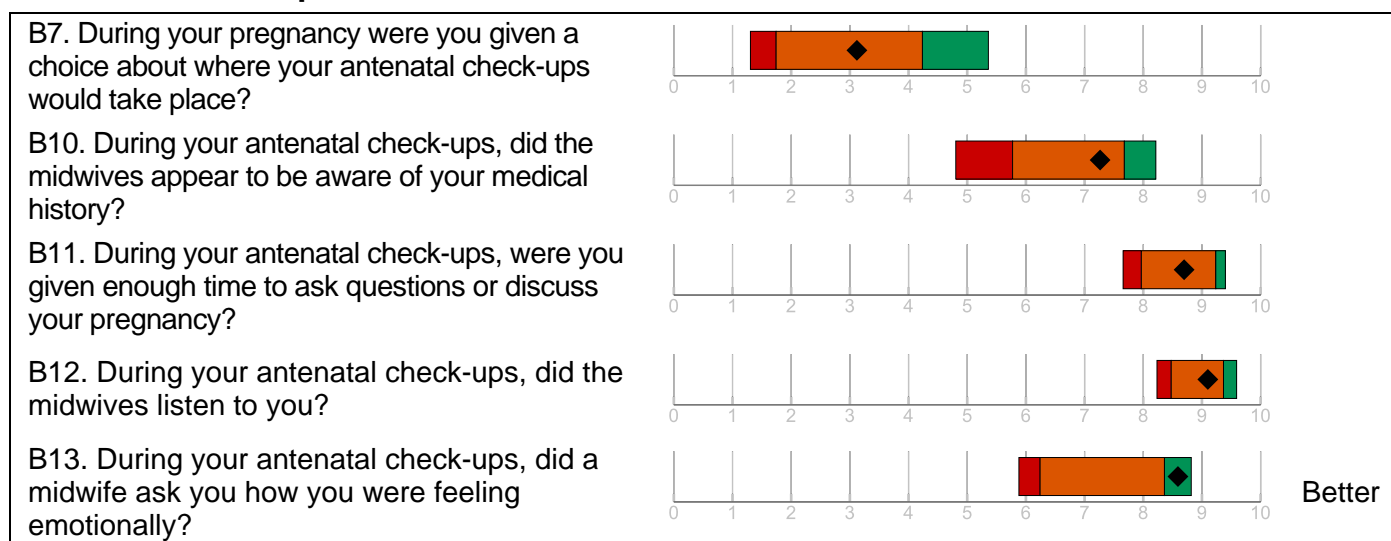 B7. During your pregnancy were you given a
choice about where your antenatal check-ups
would take place?
0 1 2 3 4 5 6 7 8 9 10
B10. During your antenatal check-ups, did the
midwives appear to be aware of your medical
history?
0 1 2 3 4 5 6 7 8 9 10
B11. During your antenatal check-ups, were you
given enough time to ask questions or discuss
your pregnancy?
0 1 2 3 4 5 6 7 8 9 10
B12. During your antenatal check-ups, did the
midwives listen to you?
0 1 2 3 4 5 6 7 8 9 10
B13. During your antenatal check-ups, did a
midwife ask you how you were feeling
emotionally?
0 1 2 3 4 5 6 7 8 9 10
Better